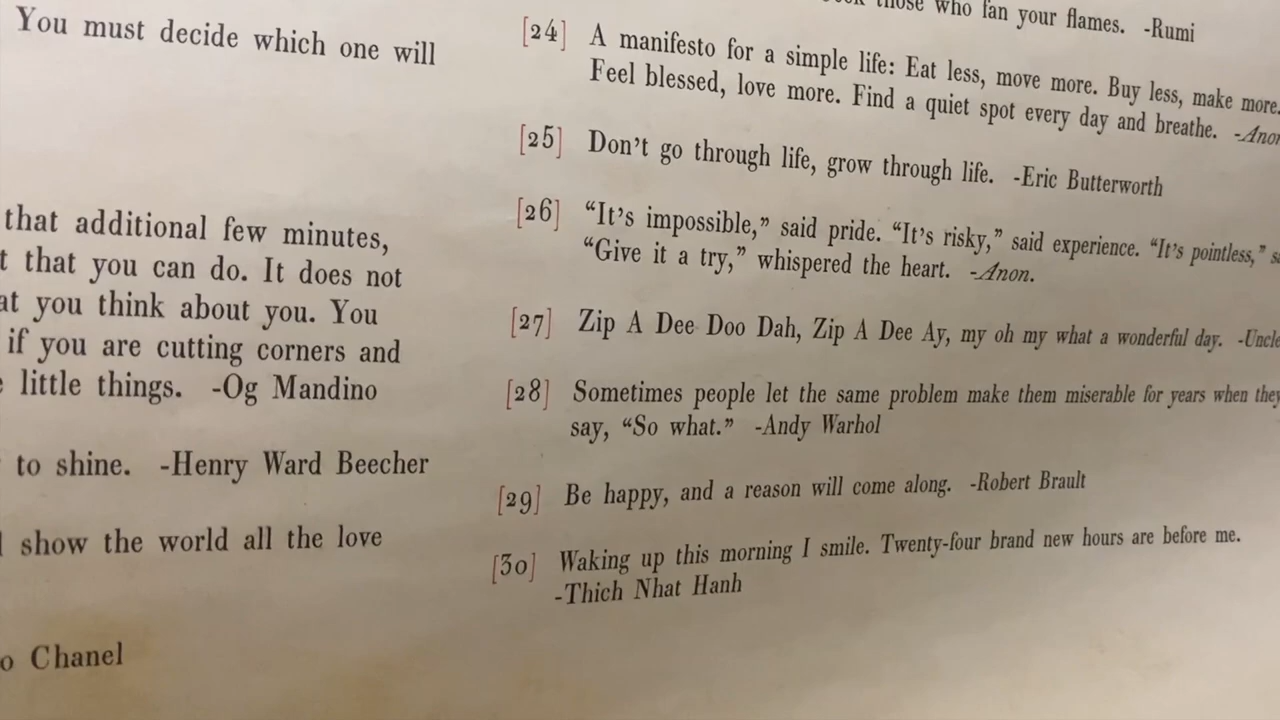 You must decide which one will
that additional few minutes,
that you can do. It does not
you think about you. You
if you are cutting corners and
little things. -Og Mandino
to shine. -Henry Ward Beecher
show the world all the love
Chanel
those who fan your flames. -Rumi
[24] A manifesto for a simple life: Eat less, move more. Buy less, make more.
Feel blessed, love more. Find a quiet spot every day and breathe.
[25] Don't go through life, grow through life. -Eric Butterworth
[26] “It's impossible,” said pride. “It's risky,” said experience. “It's pointless,”
“Give it a try,” whispered the heart. -Anon.
[27] Zip A Dee Doo Dah, Zip A Dee Ay, my oh my what a wonderful day. -Uncle
[28] Sometimes people let the same problem make them miserable for years when they
say, “So what.” -Andy Warhol
[29] Be happy, and a reason will come along. -Robert Brault
[30] Waking up this morning I smile. Twenty-four brand new hours are before me.
-Thich Nhat Hanh